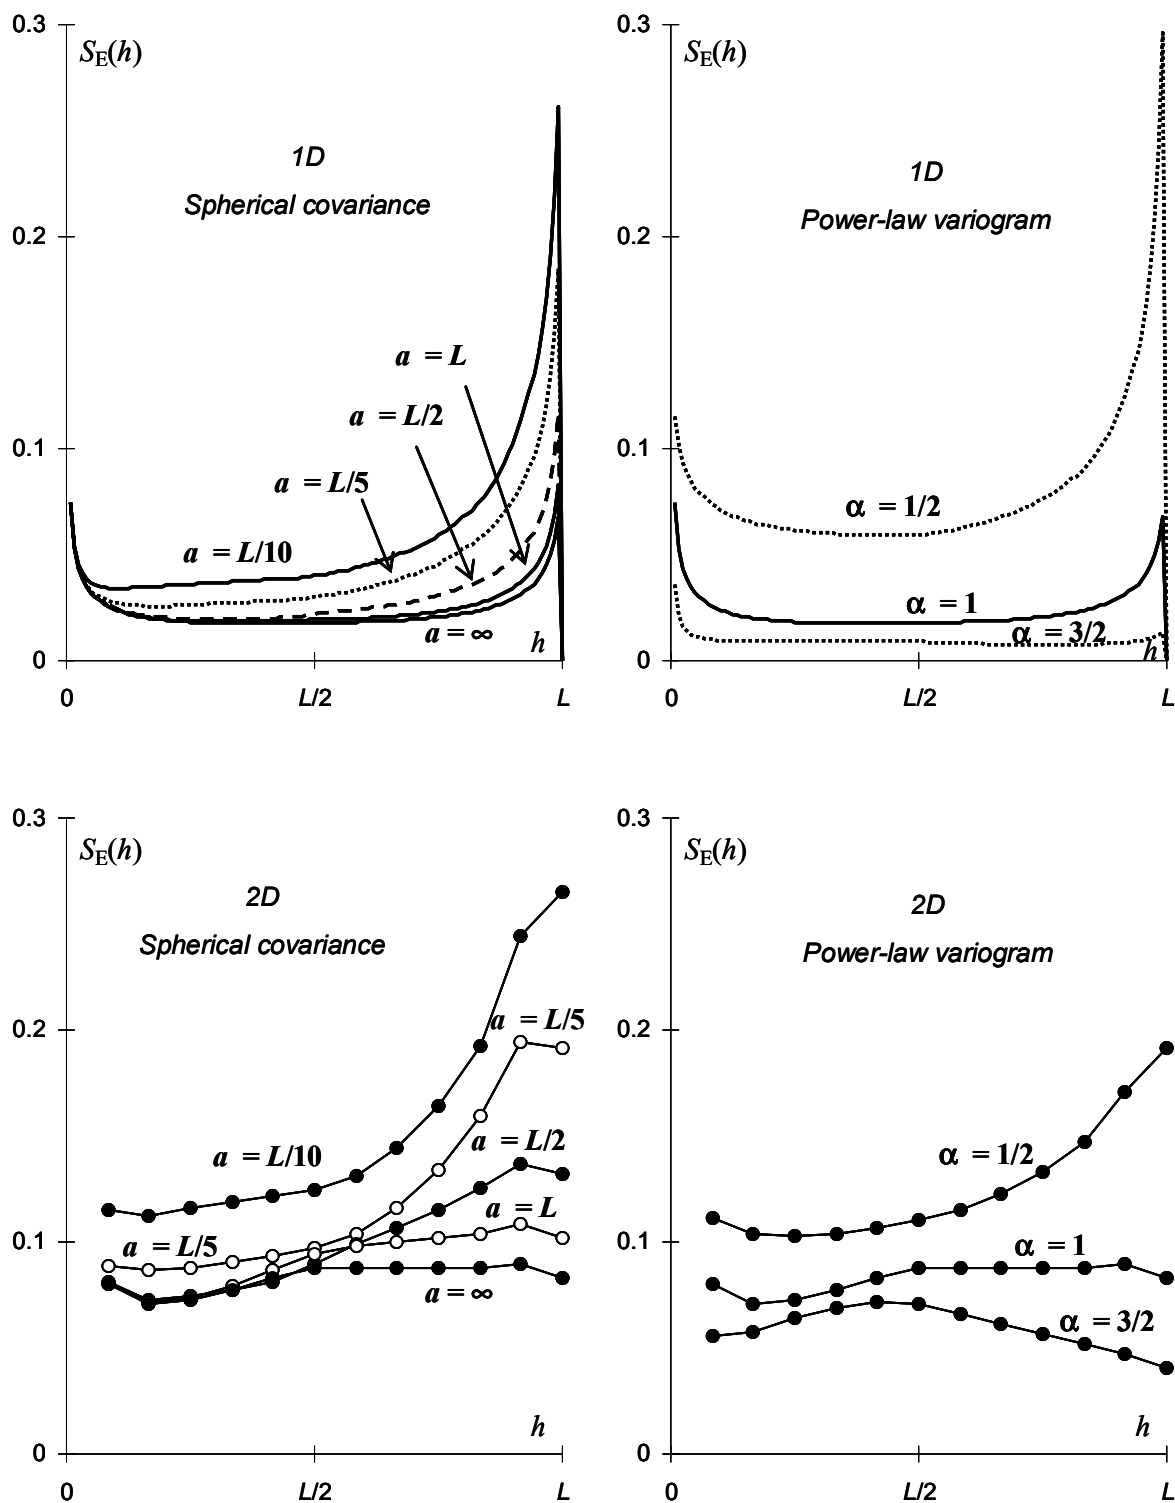 0.3
S_E(h)
1D
Spherical covariance
0.2
a = L
a = L/2
0.1
a = L/5
a = L/10
a = ∞
h
0
0
L/2
L
0.3
S_E(h)
1D
Power-law variogram
0.2
0.1
α = 1/2
α = 1
α = 3/2
h
0
0
L/2
L
0.3
S_E(h)
2D
Spherical covariance
0.2
a = L/5
a = L/10
a = L/2
a = L
0.1
a = L/5
a = ∞
h
0
0
L/2
L
0.3
S_E(h)
2D
Power-law variogram
0.2
α = 1/2
0.1
α = 1
α = 3/2
h
0
0
L/2
L